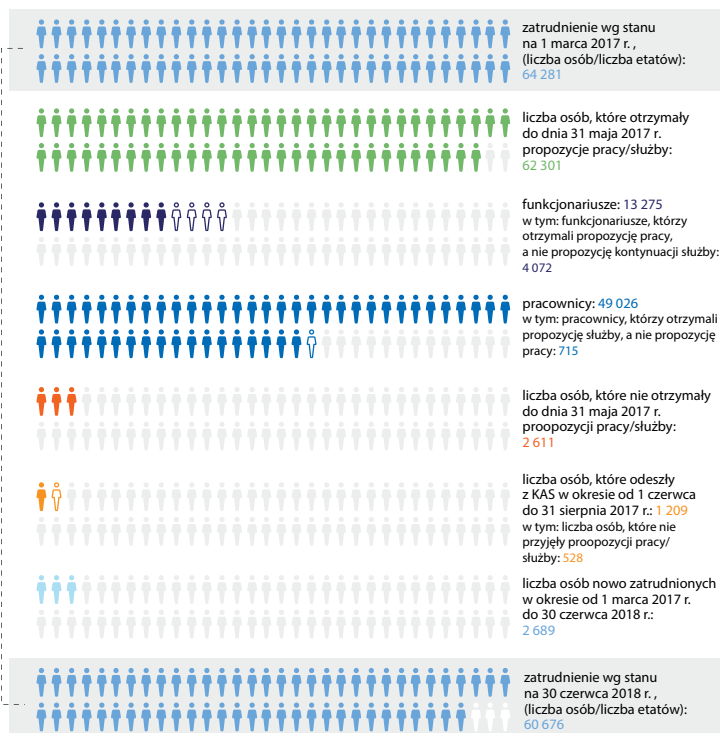 zatrudnienie wg stanu
na 1 marca 2017 r. ,
(liczba osób/liczba etatów):
64 281
liczba osób, które otrzymały
do dnia 31 maja 2017 r.
propozycje pracy/służby:
62 301
funkcjonariusze: 13 275
w tym: funkcjonariusze, którzy
otrzymali propozycję pracy,
a nie propozycję kontynuacji służby:
4 072
pracownicy: 49 026
w tym: pracownicy, którzy otrzymali
propozycję służby, a nie propozycję
pracy: 715
liczba osób, które nie otrzymały
do dnia 31 maja 2017 r.
proopozycji pracy/służby:
2 611
liczba osób, które odeszły
z KAS w okresie od 1 czerwca
do 31 sierpnia 2017 r.: 1 209
w tym: liczba osób, które nie
przyjęły proopozycji pracy/
służby: 528
liczba osób nowo zatrudnionych
w okresie od 1 marca 2017 r.
do 30 czerwca 2018 r.:
2 689
zatrudnienie wg stanu
na 30 czerwca 2018 r. ,
(liczba osób/liczba etatów):
60 676